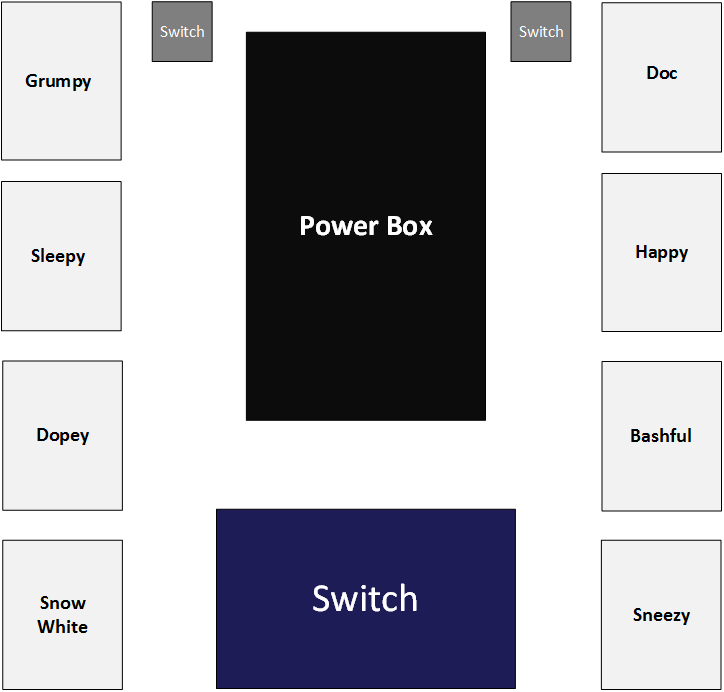 Switch
Switch
Grumpy
Doc
Power Box
Sleepy
Happy
Dopey
Bashful
Switch
Snow
White
Sneezy